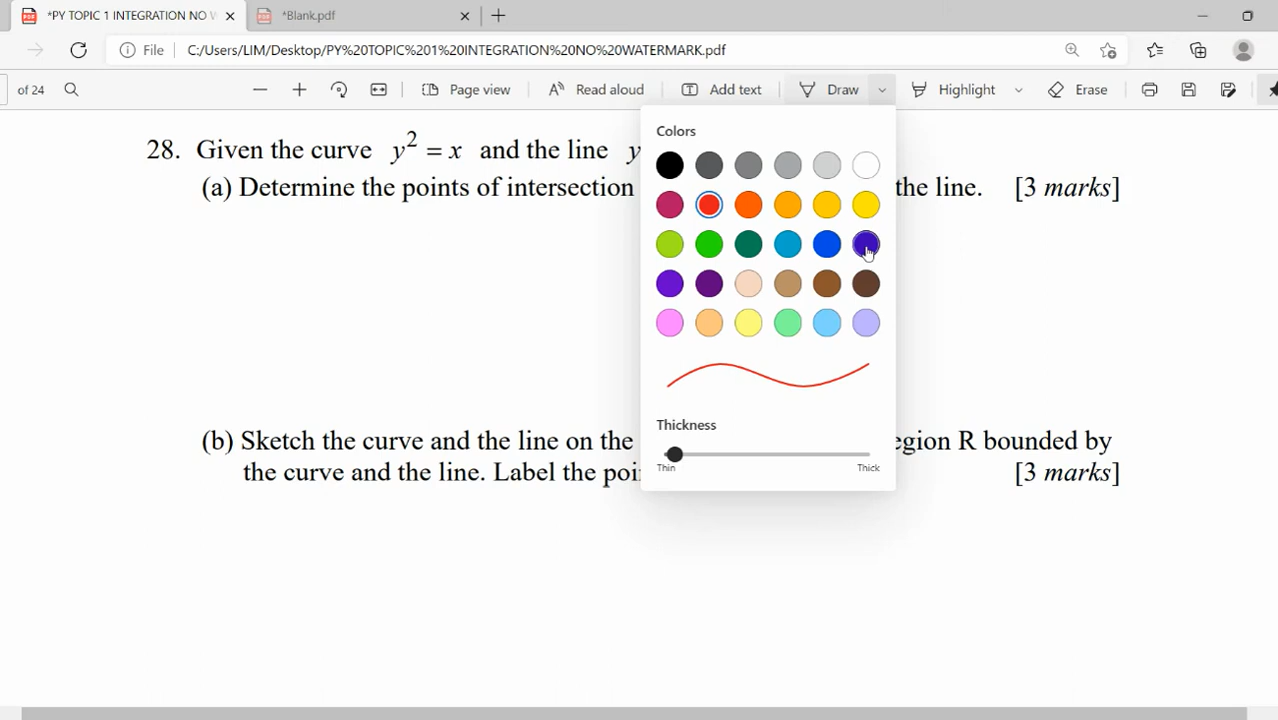 *PY TOPIC 1 INTEGRATION NO W
*Blank.pdf
File C:/Users/LIM/Desktop/PY%20TOPIC%201%20INTEGRATION%20NO%20WATERMARK.pdf
of 24 Page view Read aloud Add text Draw Highlight Erase
28. Given the curve y² = x and the line y
(a) Determine the points of intersection the line. [3 marks]
Colors
(b) Sketch the curve and the line on the egion R bounded by
the curve and the line. Label the poi [3 marks]
Thickness
Thin Thick